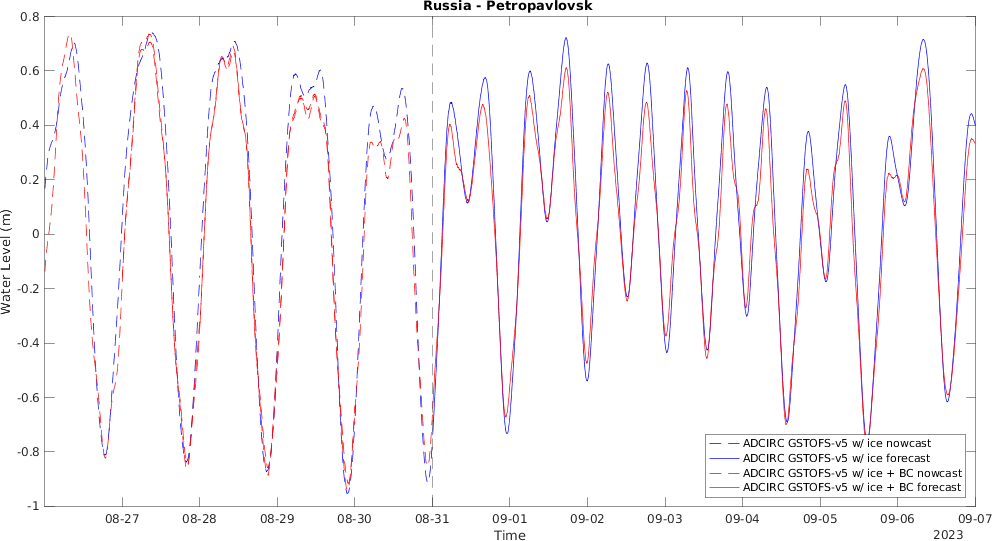 Russia - Petropavlovsk
0.8
0.6
0.4
0.2
0
-0.2
-0.4
-0.6
-0.8
-1
Water Level (m)
08-27 08-28 08-29 08-30 08-31 09-01 09-02 09-03 09-04 09-05 09-06 09-07
Time
2023
ADCIRC GSTOFS-v5 w/ ice nowcast
ADCIRC GSTOFS-v5 w/ ice forecast
ADCIRC GSTOFS-v5 w/ ice + BC nowcast
ADCIRC GSTOFS-v5 w/ ice + BC forecast